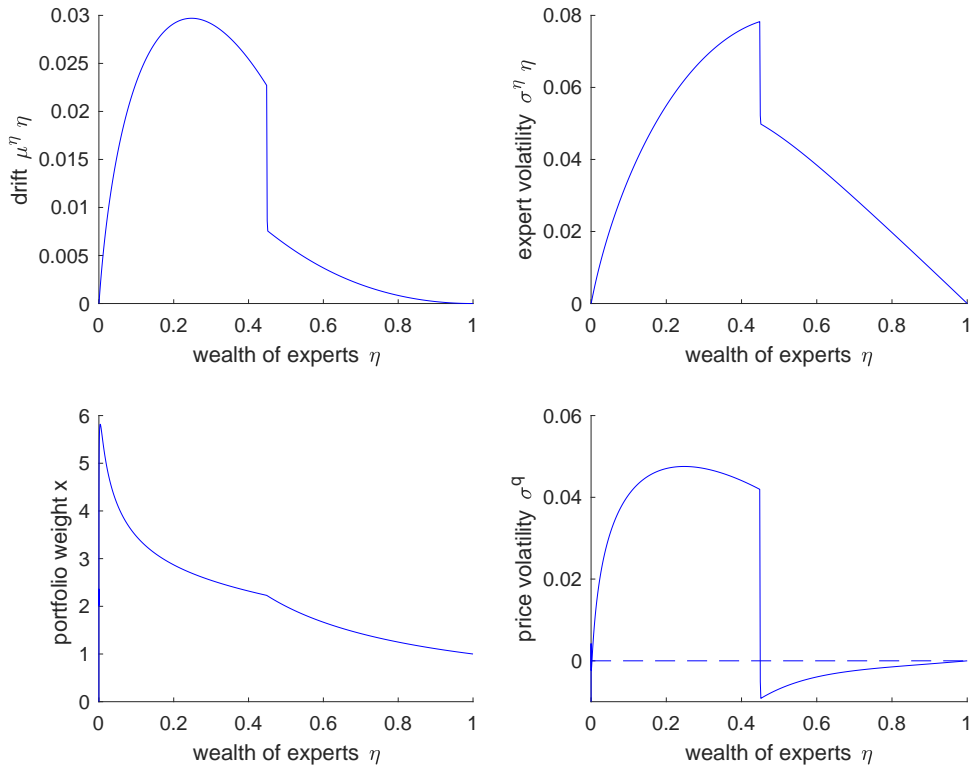 0.03
0.025
0.02
0.015
0.01
0.005
0
drift μ^η η
0 0.2 0.4 0.6 0.8 1
wealth of experts η
0.08
0.06
0.04
0.02
0.00
expert volatility σ^η η
0 0.2 0.4 0.6 0.8 1
wealth of experts η
6
5
4
3
2
1
0
portfolio weight x
0 0.2 0.4 0.6 0.8 1
wealth of experts η
0.06
0.04
0.02
0
price volatility σ^q
0 0.2 0.4 0.6 0.8 1
wealth of experts η